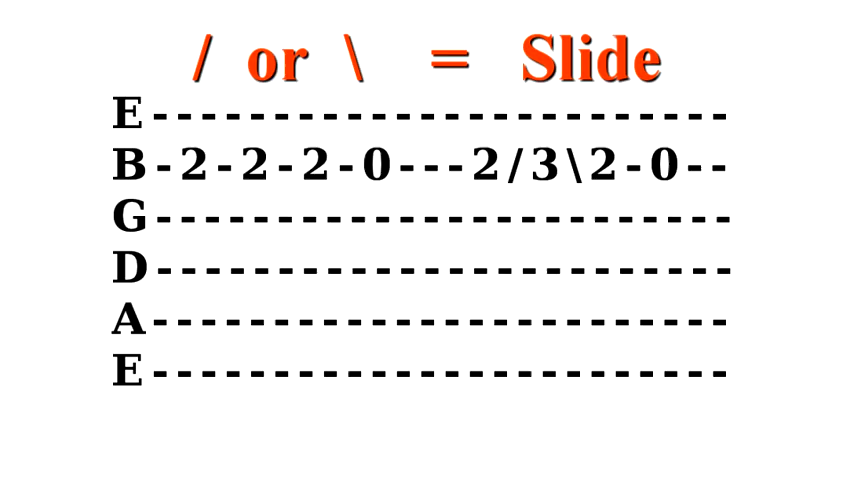 / or \ = Slide
E------------------------
B-2-2-2-0---2/3\2-0--
G------------------------
D------------------------
A------------------------
E------------------------